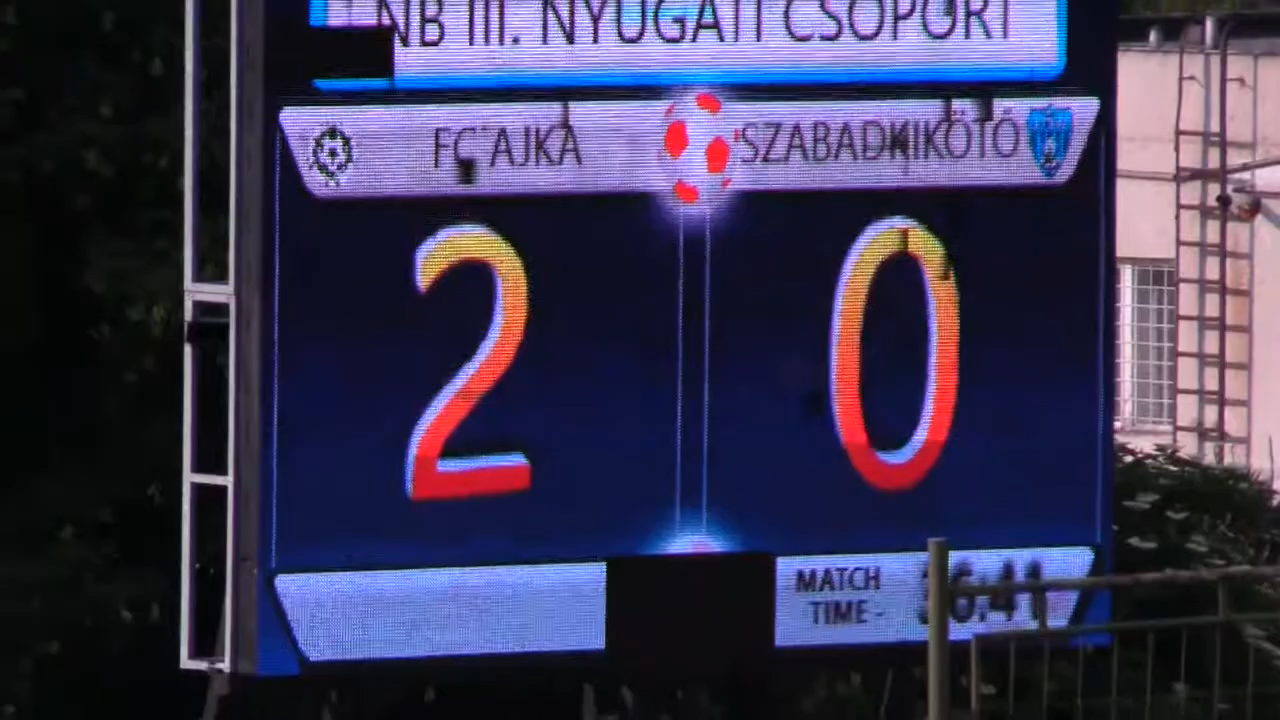 NB III. NYUGATI CSOPORT
FC AJKA
SZABADKIKÖTŐ
2
0
MATCH
TIME -